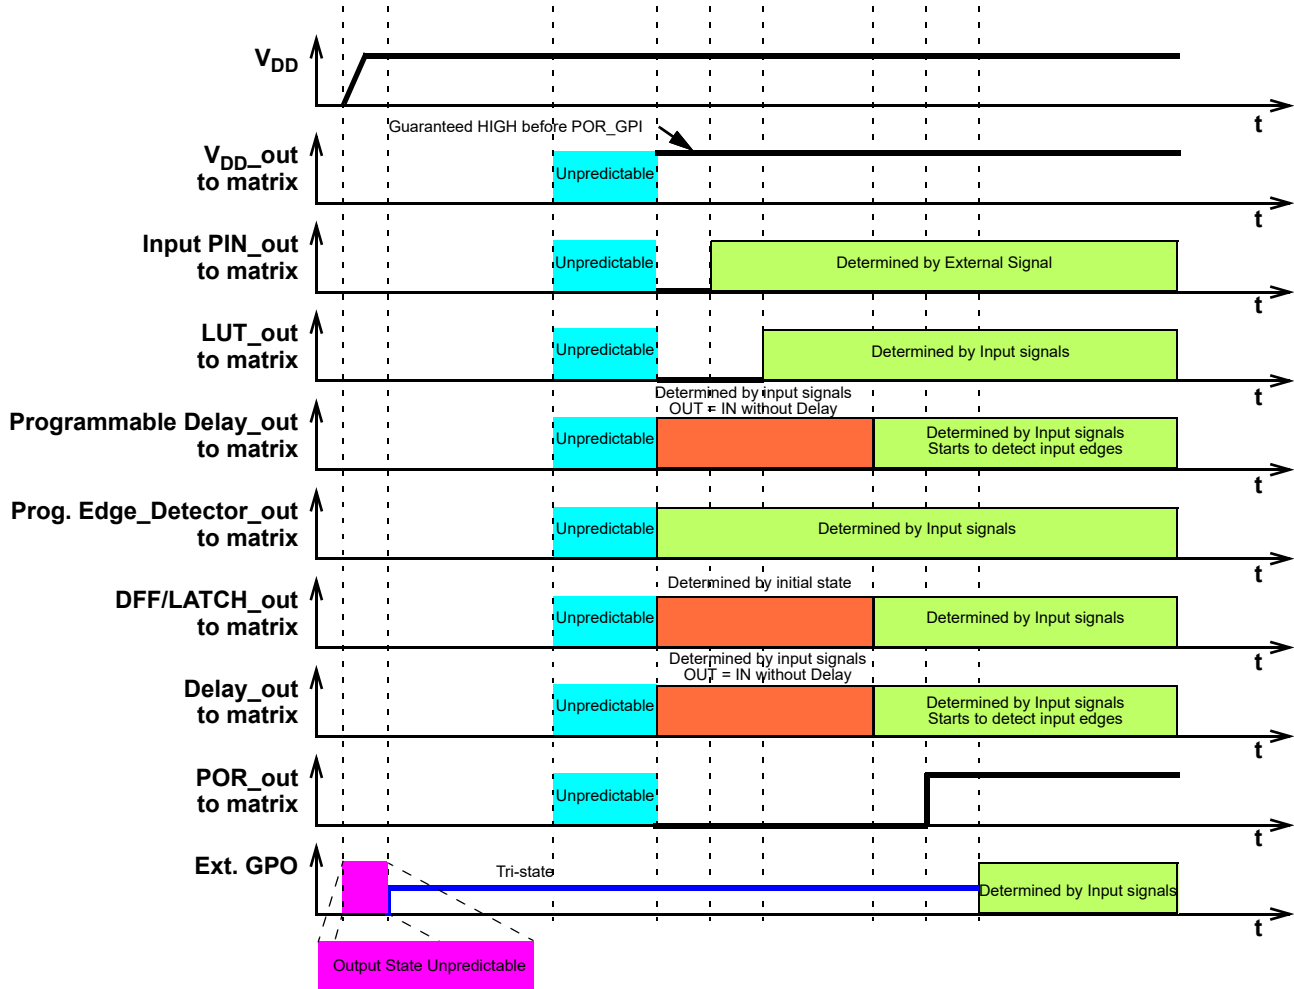 V_DD
t
Guaranteed HIGH before POR_GPI
V_DD_out
to matrix
Unpredictable
t
Input PIN_out
to matrix
Unpredictable
Determined by External Signal
t
LUT_out
to matrix
Unpredictable
Determined by Input signals
t
Determined by input signals
OUT = IN without Delay
Programmable Delay_out
to matrix
Unpredictable
Determined by Input signals
Starts to detect input edges
t
Prog. Edge_Detector_out
to matrix
Unpredictable
Determined by Input signals
t
Determined by initial state
DFF/LATCH_out
to matrix
Unpredictable
Determined by Input signals
t
Determined by input signals
OUT = IN without Delay
Delay_out
to matrix
Unpredictable
Determined by Input signals
Starts to detect input edges
t
POR_out
to matrix
Unpredictable
t
Ext. GPO
Tri-state
Determined by Input signals
t
Output State Unpredictable